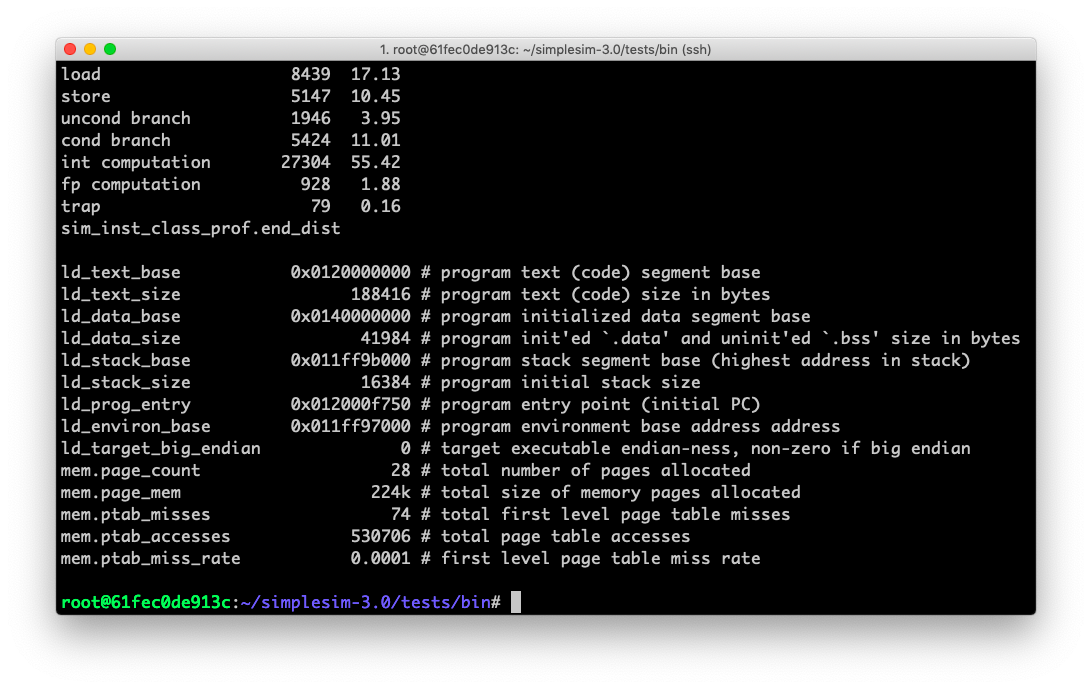 1. root@61fec0de913c: ~/simplesim-3.0/tests/bin (ssh)
load                   8439  17.13
store                  5147  10.45
uncond branch          1946   3.95
cond branch            5424  11.01
int computation       27304  55.42
fp computation          928   1.88
trap                     79   0.16
sim_inst_class_prof.end_dist
ld_text_base           0x0120000000 # program text (code) segment base
ld_text_size                 188416 # program text (code) size in bytes
ld_data_base           0x0140000000 # program initialized data segment base
ld_data_size                  41984 # program init'ed `.data' and uninit'ed `.bss' size in bytes
ld_stack_base          0x011ff9b000 # program stack segment base (highest address in stack)
ld_stack_size                 16384 # program initial stack size
ld_prog_entry          0x012000f750 # program entry point (initial PC)
ld_environ_base        0x011ff97000 # program environment base address address
ld_target_big_endian              0 # target executable endian-ness, non-zero if big endian
mem.page_count                   28 # total number of pages allocated
mem.page_mem                   224k # total size of memory pages allocated
mem.ptab_misses                  74 # total first level page table misses
mem.ptab_accesses            530706 # total page table accesses
mem.ptab_miss_rate           0.0001 # first level page table miss rate
root@61fec0de913c:~/simplesim-3.0/tests/bin#